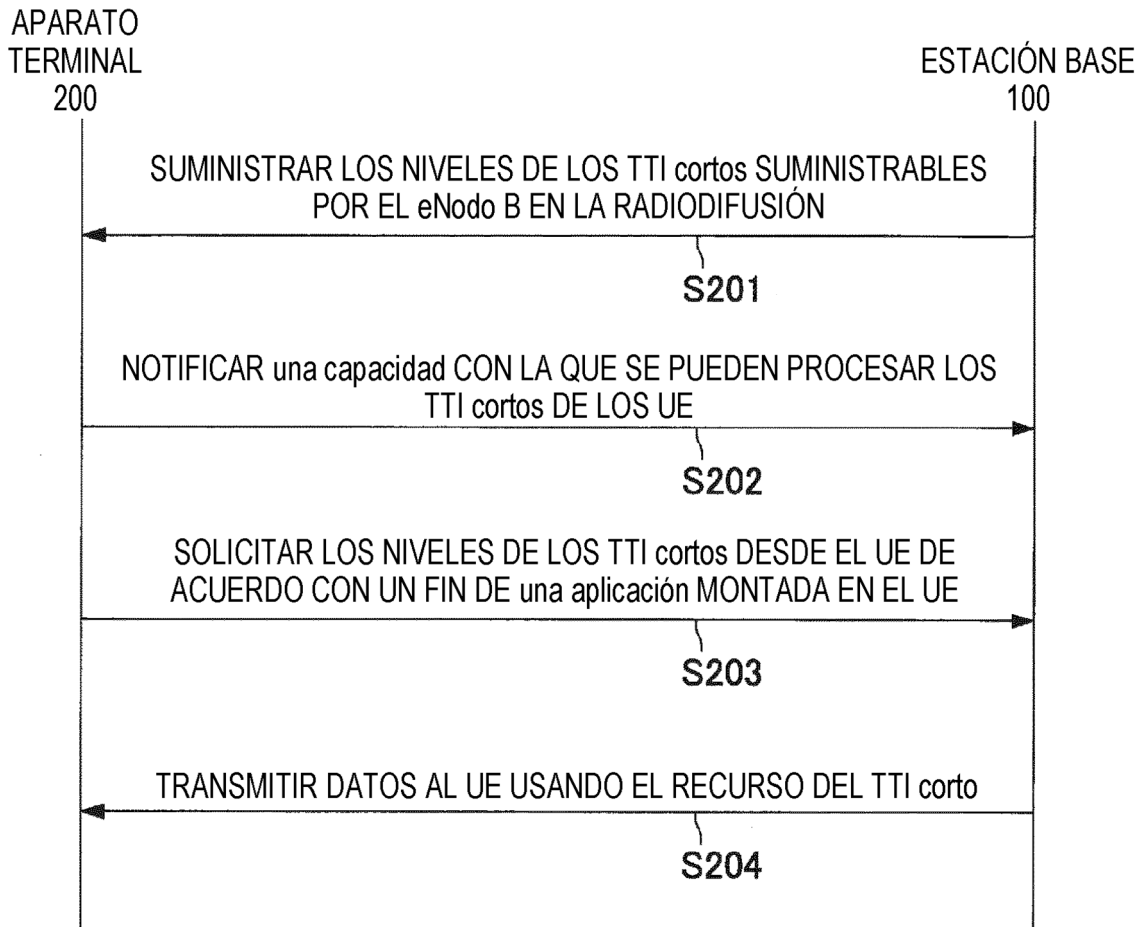 APARATO
TERMINAL
200
ESTACIÓN BASE
100
SUMINISTRAR LOS NIVELES DE LOS TTI cortos SUMINISTRABLES
POR EL eNodo B EN LA RADIODIFUSIÓN
S201
NOTIFICAR una capacidad CON LA QUE SE PUEDEN PROCESAR LOS
TTI cortos DE LOS UE
S202
SOLICITAR LOS NIVELES DE LOS TTI cortos DESDE EL UE DE
ACUERDO CON UN FIN DE una aplicación MONTADA EN EL UE
S203
TRANSMITIR DATOS AL UE USANDO EL RECURSO DEL TTI corto
S204